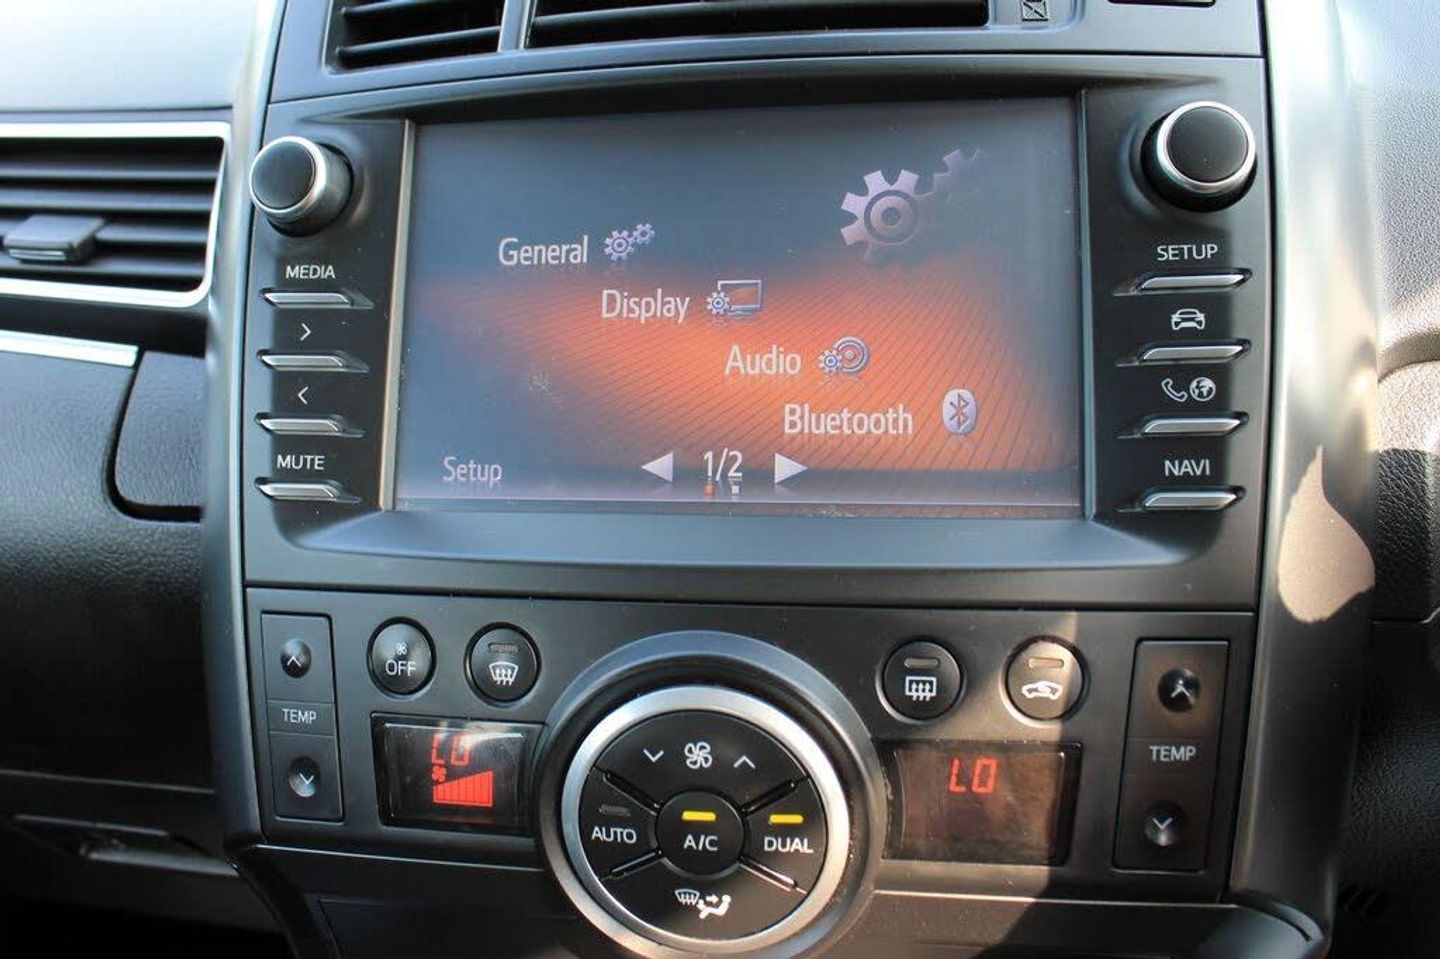 MEDIA
SETUP
General
Display
Audio
Bluetooth
MUTE
NAVI
Setup
1/2
OFF
TEMP
LO
LO
TEMP
AUTO
A/C
DUAL